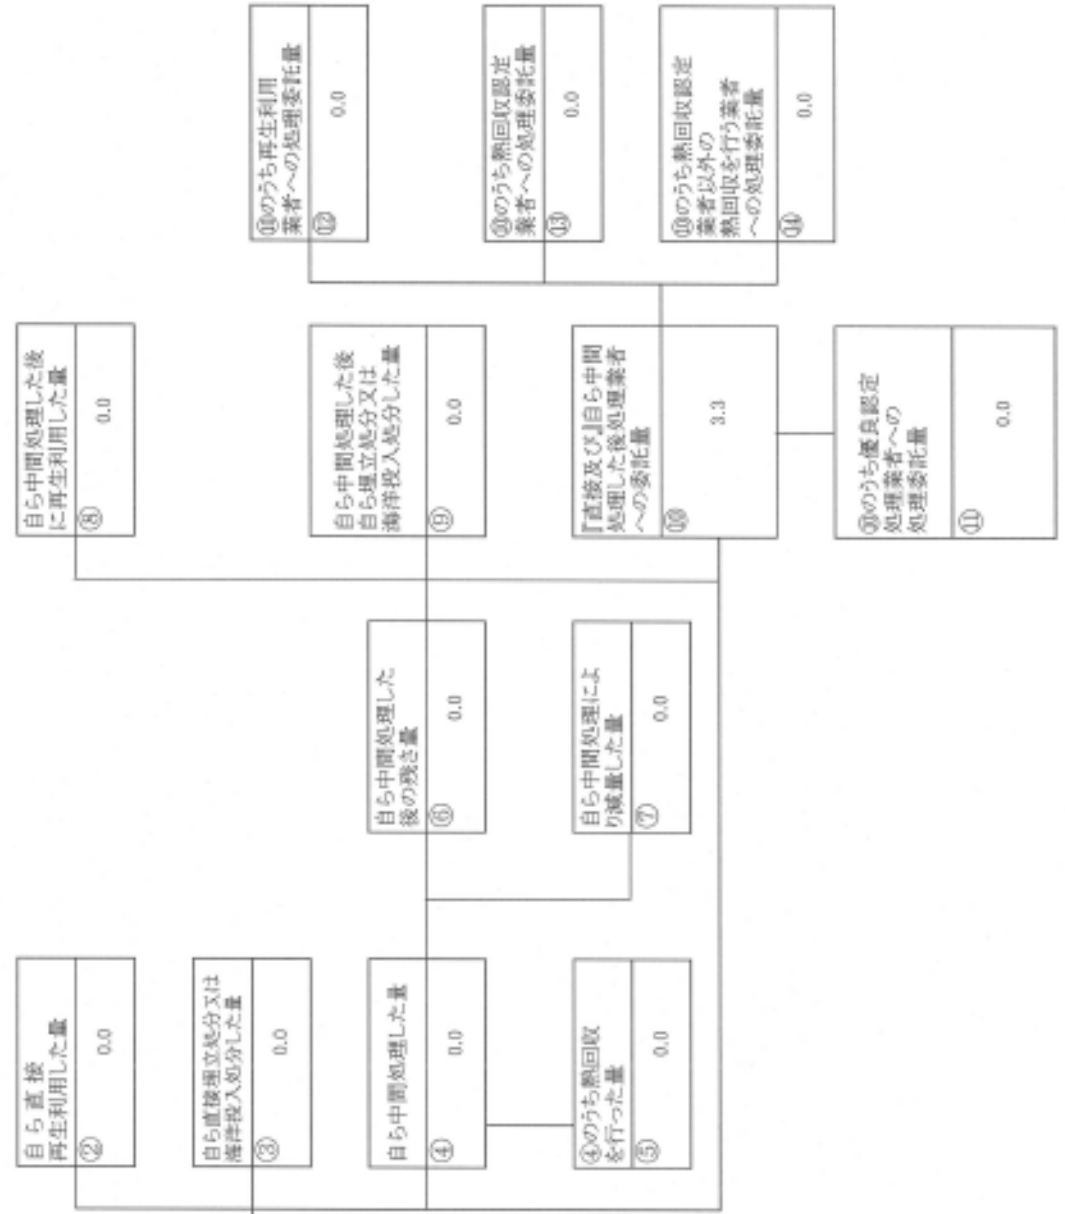 自 ら 直 接
再生利用した量
②
0.0
自ら直接埋立処分又は
海洋投入処分した量
③
0.0
自ら中間処理した量
④
0.0
④のうち熱回収
を行った量
⑤
0.0
自ら中間処理した
後の残さ量
⑥
0.0
自ら中間処理によ
り減量した量
⑦
0.0
自ら中間処理した後
に再生利用した量
⑧
0.0
自ら中間処理した後
自ら埋立処分又は
海洋投入処分した量
⑨
0.0
『直接及び』自ら中間
処理した後処理業者
への委託量
⑩
3.3
⑩のうち優良認定
処理業者への
処理委託量
⑪
0.0
⑩のうち再生利用
業者への処理委託量
⑫
0.0
⑩のうち熱回収認定
業者への処理委託量
⑬
0.0
⑩のうち熱回収認定
業者以外の
熱回収を行う業者
への処理委託量
⑭
0.0